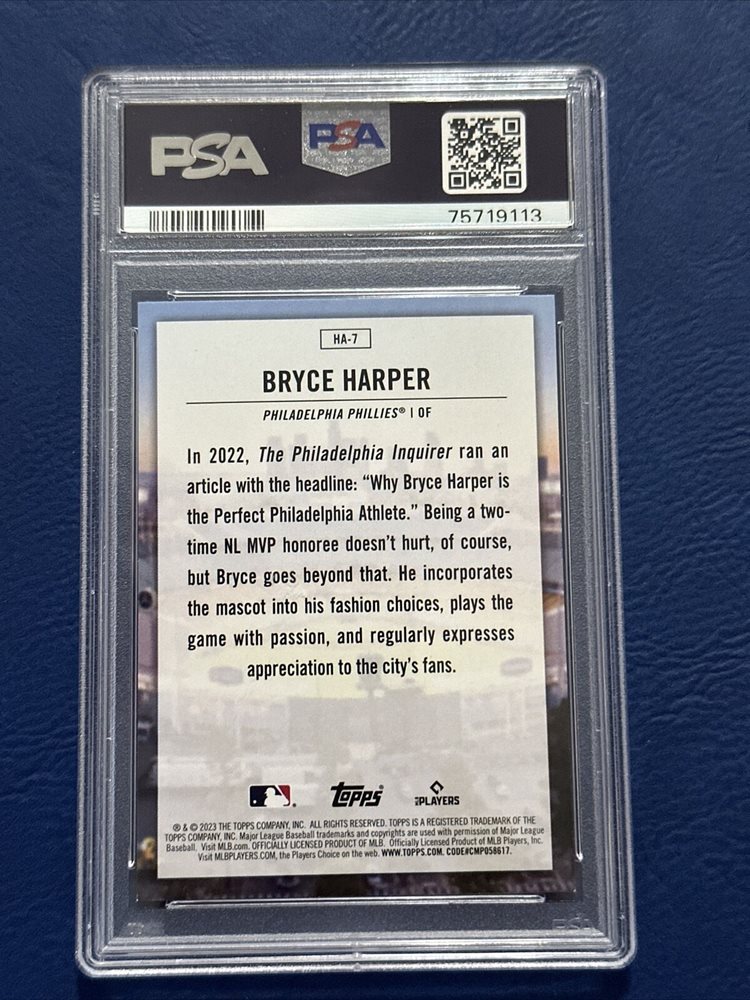 PSA
PSA
75719113
HA-7
BRYCE HARPER
PHILADELPHIA PHILLIES® | OF
In 2022, The Philadelphia Inquirer ran an
article with the headline: “Why Bryce Harper is
the Perfect Philadelphia Athlete.” Being a two-
time NL MVP honoree doesn’t hurt, of course,
but Bryce goes beyond that. He incorporates
the mascot into his fashion choices, plays the
game with passion, and regularly expresses
appreciation to the city’s fans.
Topps®
PLAYERS
® & © 2023 THE TOPPS COMPANY, INC. ALL RIGHTS RESERVED. TOPPS IS A REGISTERED TRADEMARK OF THE
TOPPS COMPANY, INC. Major League Baseball trademarks and copyrights are used with permission of Major League
Baseball. Visit MLB.com. OFFICIALLY LICENSED PRODUCT OF MLB. Officially Licensed Product of MLB Players, Inc.
Visit MLBPLAYERS.COM, the Players Choice on the web. WWW.TOPPS.COM. CODE#CMP058617.